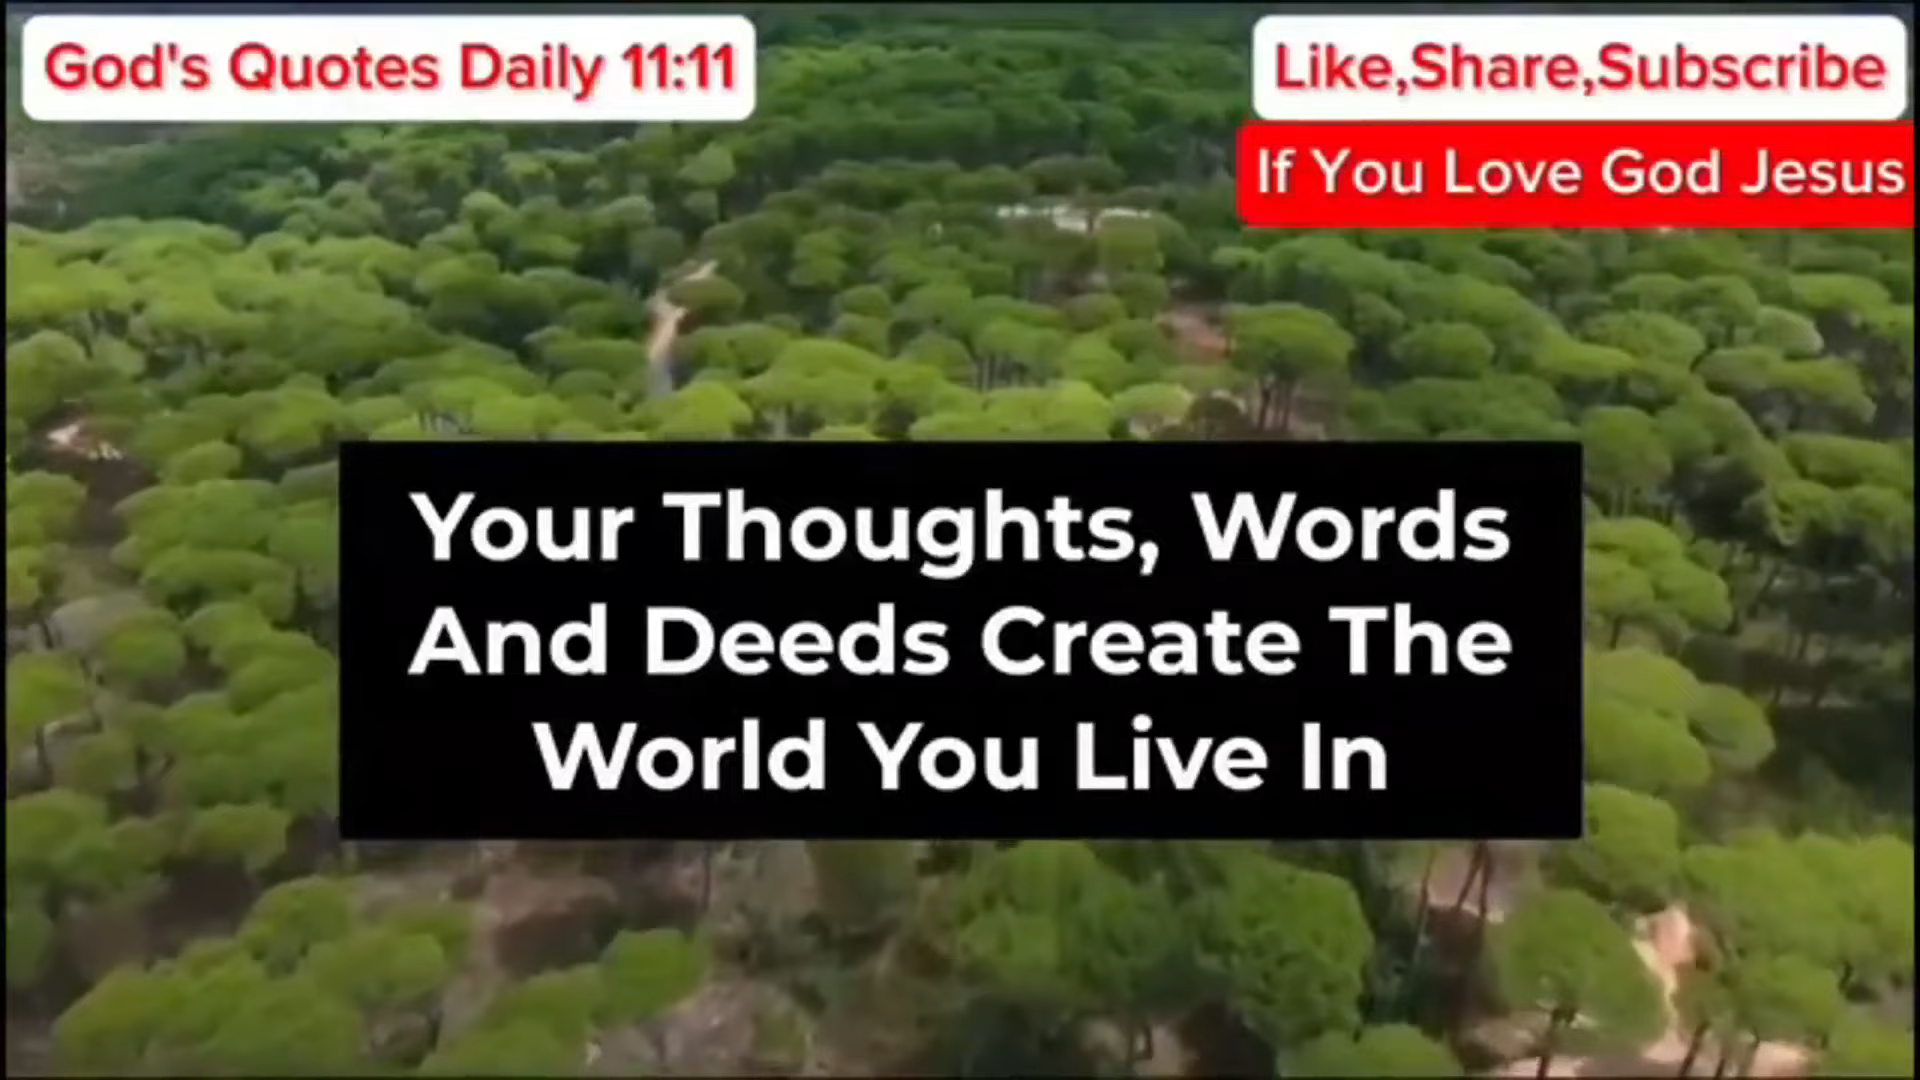 God's Quotes Daily 11:11
Like,Share,Subscribe
If You Love God Jesus
Your Thoughts, Words
And Deeds Create The
World You Live In